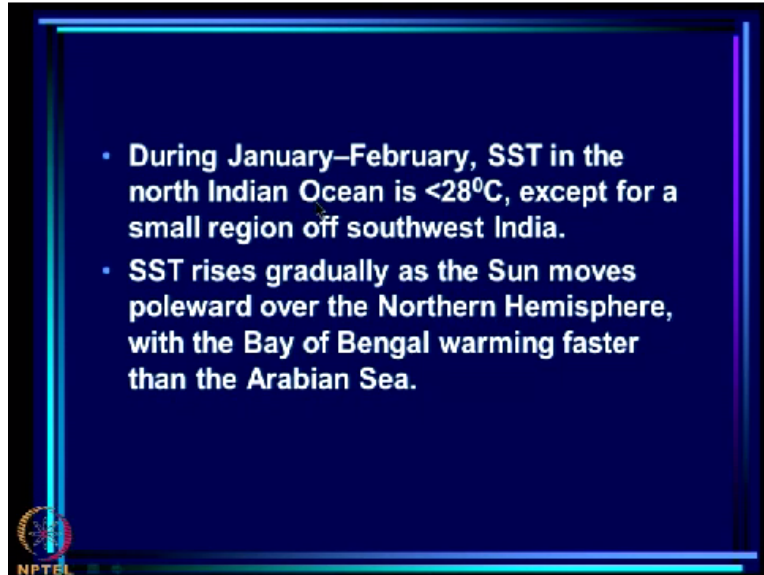 • During January–February, SST in the
north Indian Ocean is <28⁰C, except for a
small region off southwest India.
• SST rises gradually as the Sun moves
poleward over the Northern Hemisphere,
with the Bay of Bengal warming faster
than the Arabian Sea.
NPTEL